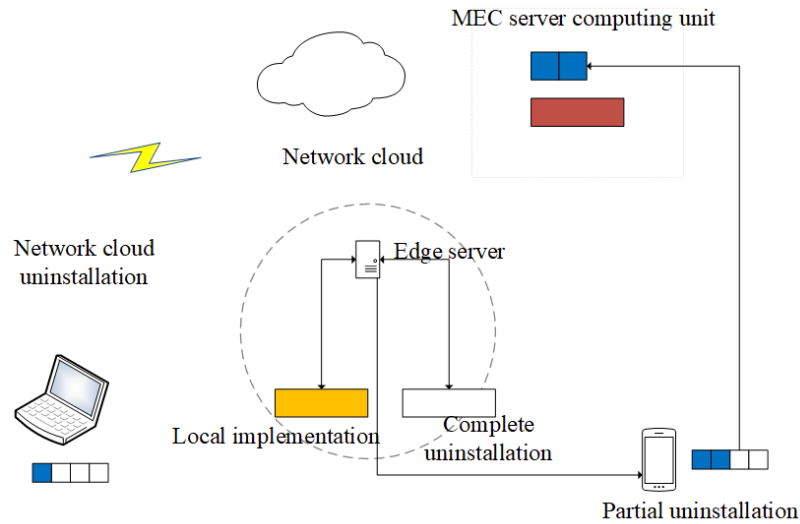 MEC server computing unit
Network cloud
Network cloud
uninstallation
Edge server
Local implementation
Complete
uninstallation
Partial uninstallation